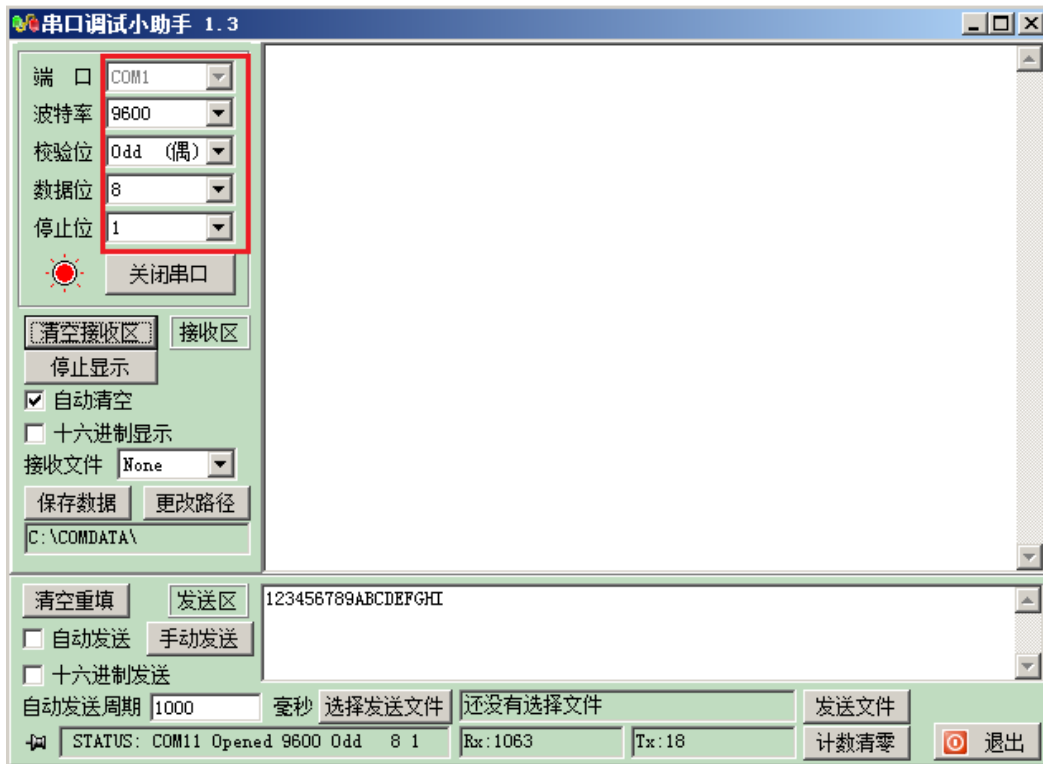 串口调试小助手 1.3
端 口 COM1
波特率 9600
校验位 Odd (偶)
数据位 8
停止位 1
关闭串口
清空接收区 接收区
停止显示
自动清空
十六进制显示
接收文件 None
保存数据 更改路径
C:\COMDATA\
清空重填 发送区 123456789ABCDEFGHI
自动发送 手动发送
十六进制发送
自动发送周期 1000 毫秒 选择发送文件 还没有选择文件 发送文件
STATUS: COM11 Opened 9600 Odd 8 1 Rx:1063 Tx:18 计数清零 退出